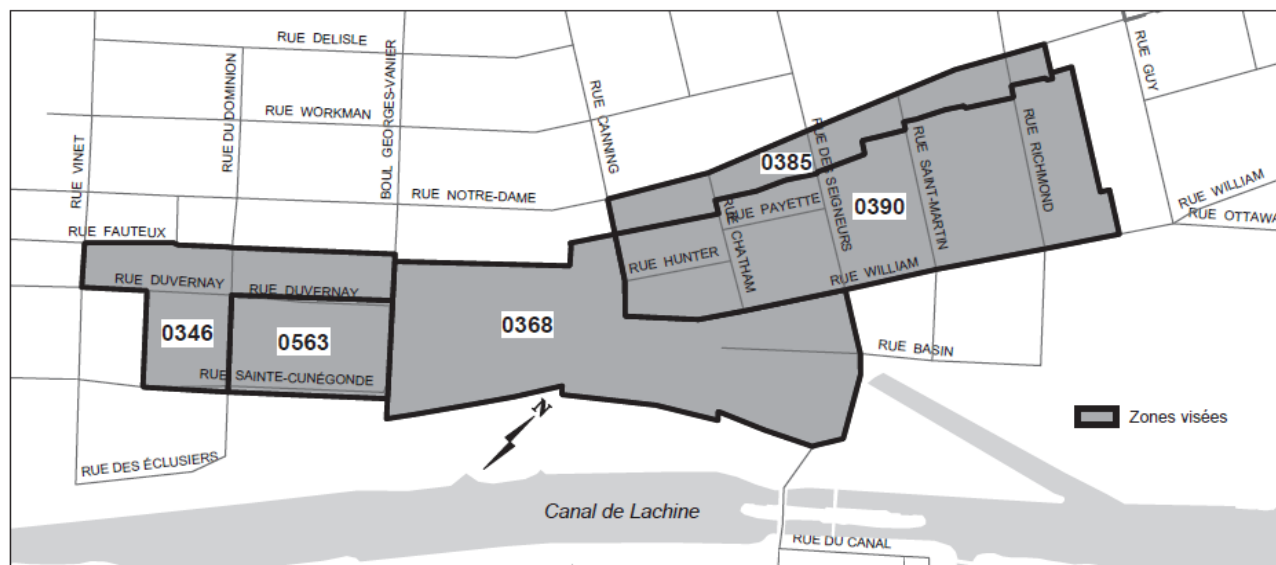 RUE DELISLE
RUE DU DOMINION
BOUL GEORGES-VANIER
RUE GUY
RUE WORKMAN
RUE CANNING
RUE VINET
RUE NOTRE-DAME
0385
RUE DES SEIGNEURS
RUE SAINT-MARTIN
RUE RICHMOND
0390
RUE WILLIAM
RUE OTTAWA
RUE PAYETTE
RUE FAUTEUX
RUE HUNTER
RUE CHATHAM
RUE WILLIAM
RUE DUVERNAY
RUE DUVERNAY
0346
0563
0368
RUE BASIN
RUE SAINTE-CUNÉGONDE
N
Zones visées
RUE DES ÉCLUSIERS
Canal de Lachine
RUE DU CANAL